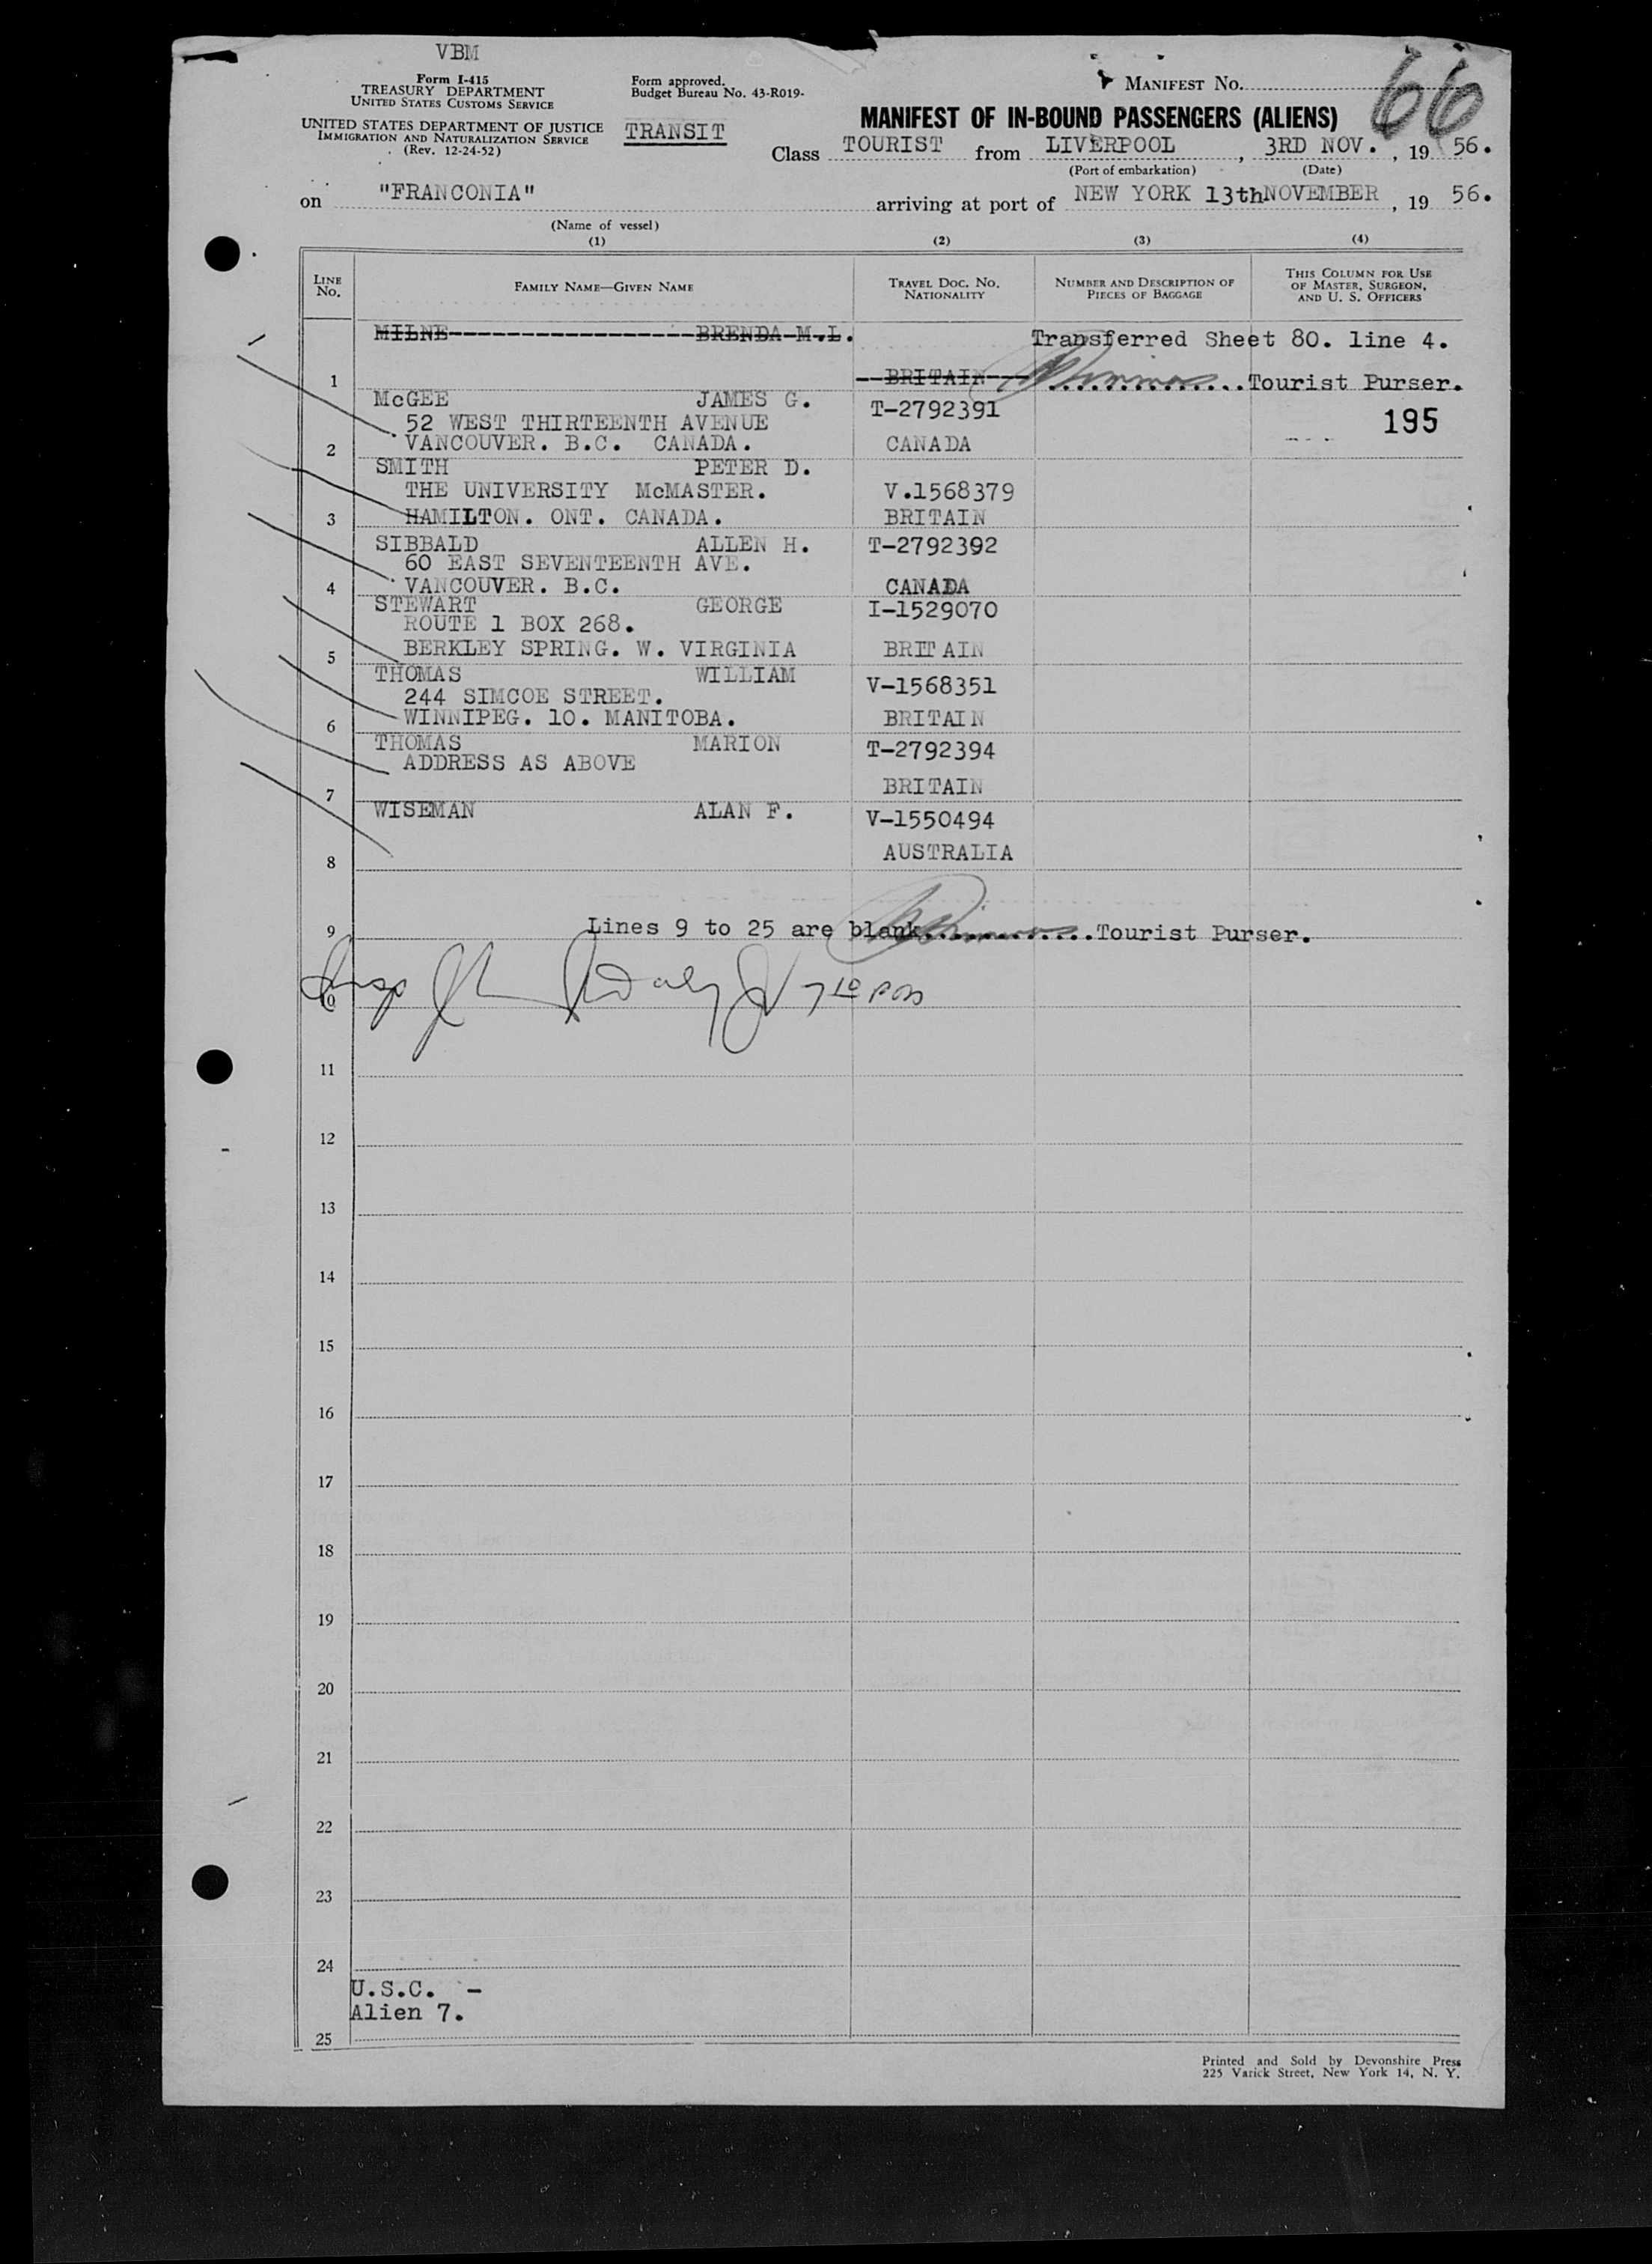 VBM
Form I-415
TREASURY DEPARTMENT
UNITED STATES CUSTOMS SERVICE
UNITED STATES DEPARTMENT OF JUSTICE
IMMIGRATION AND NATURALIZATION SERVICE
(Rev. 12-24-52)
Form approved.
Budget Bureau No. 43-R019-
TRANSIT
MANIFEST No. 66
MANIFEST OF IN-BOUND PASSENGERS (ALIENS)
Class TOURIST from LIVERPOOL, 3RD NOV., 19 56.
(Port of embarkation) (Date)
on "FRANCONIA" arriving at port of NEW YORK 13thNOVEMBER, 19 56.
(Name of vessel)
(1) (2) (3) (4)
LINE No. FAMILY NAME—GIVEN NAME TRAVEL DOC. No. NATIONALITY NUMBER AND DESCRIPTION OF PIECES OF BAGGAGE THIS COLUMN FOR USE OF MASTER, SURGEON, AND U. S. OFFICERS
MILNE BRENDA M.L. Transferred Sheet 80. line 4.
1 BRITAIN Tourist Purser.
McGEE JAMES G. T-2792391 195
52 WEST THIRTEENTH AVENUE
2 VANCOUVER. B.C. CANADA. CANADA
SMITH PETER D.
THE UNIVERSITY McMASTER. V.1568379
3 HAMILTON. ONT. CANADA. BRITAIN
SIBBALD ALLEN H. T-2792392
60 EAST SEVENTEENTH AVE.
4 VANCOUVER. B.C. CANADA
STEWART GEORGE I-1529070
ROUTE 1 BOX 268.
5 BERKLEY SPRING. W. VIRGINIA BRITAIN
THOMAS WILLIAM V-1568351
244 SIMCOE STREET.
6 WINNIPEG. 10. MANITOBA. BRITAIN
THOMAS MARION T-2792394
ADDRESS AS ABOVE
7 BRITAIN
WISEMAN ALAN F. V-1550494
8 AUSTRALIA
9 Lines 9 to 25 are blank Tourist Purser.
10
11
12
13
14
15
16
17
18
19
20
21
22
23
24
U.S.C. -
Alien 7.
25
Printed and Sold by Devonshire Press
225 Varick Street, New York 14, N. Y.